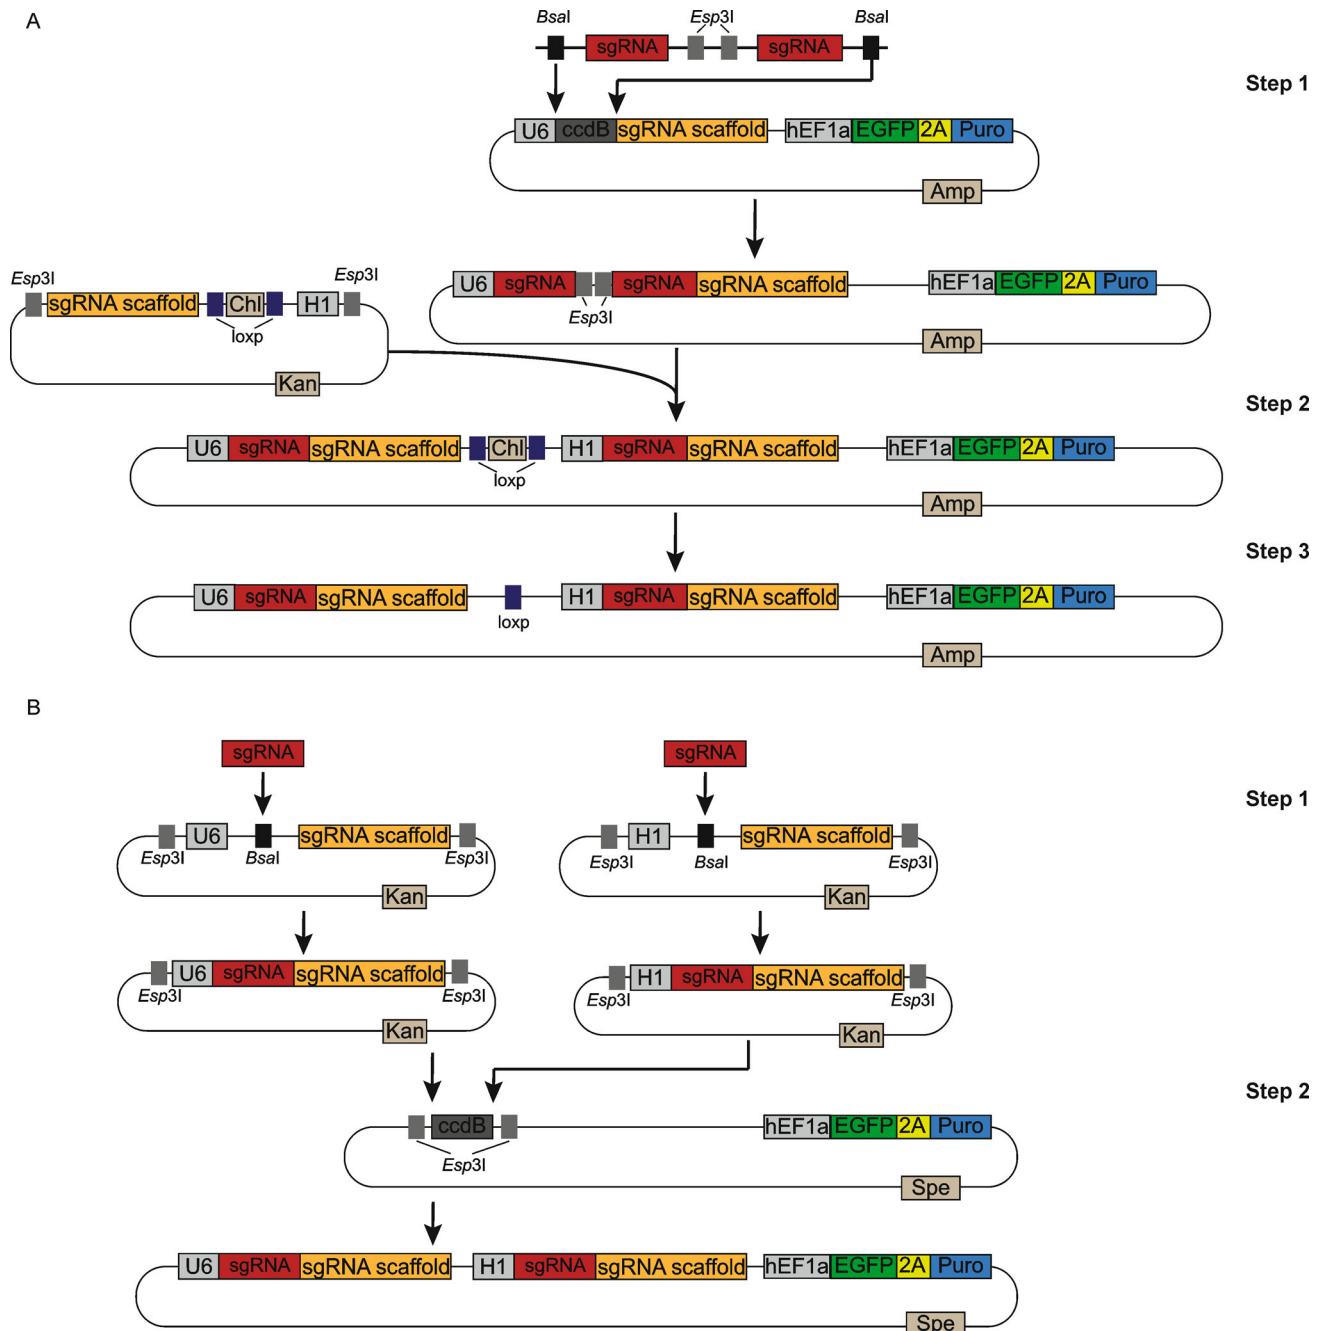 A
BsaI Esp3I BsaI
sgRNA sgRNA
Step 1
U6 ccdB sgRNA scaffold hEF1a EGFP 2A Puro
Amp
Esp3I Esp3I
sgRNA scaffold Chl H1
loxp
Kan
U6 sgRNA sgRNA sgRNA scaffold hEF1a EGFP 2A Puro
Esp3I
Amp
Step 2
U6 sgRNA sgRNA scaffold Chl H1 sgRNA sgRNA scaffold hEF1a EGFP 2A Puro
loxp
Amp
Step 3
U6 sgRNA sgRNA scaffold H1 sgRNA sgRNA scaffold hEF1a EGFP 2A Puro
loxp
Amp
B
sgRNA sgRNA
Step 1
U6 sgRNA scaffold H1 sgRNA scaffold
Esp3I BsaI Esp3I Esp3I BsaI Esp3I
Kan Kan
U6 sgRNA sgRNA scaffold H1 sgRNA sgRNA scaffold
Esp3I Esp3I Esp3I Esp3I
Kan Kan
Step 2
ccdB hEF1a EGFP 2A Puro
Esp3I
Spe
U6 sgRNA sgRNA scaffold H1 sgRNA sgRNA scaffold hEF1a EGFP 2A Puro
Spe